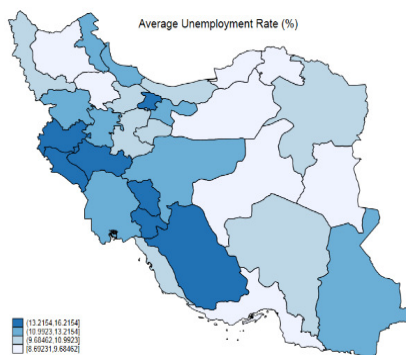 Average Unemployment Rate (%)
(13.2154,16.2154]
(10.9923,13.2154]
(9.68462,10.9923]
[8.69231,9.68462]